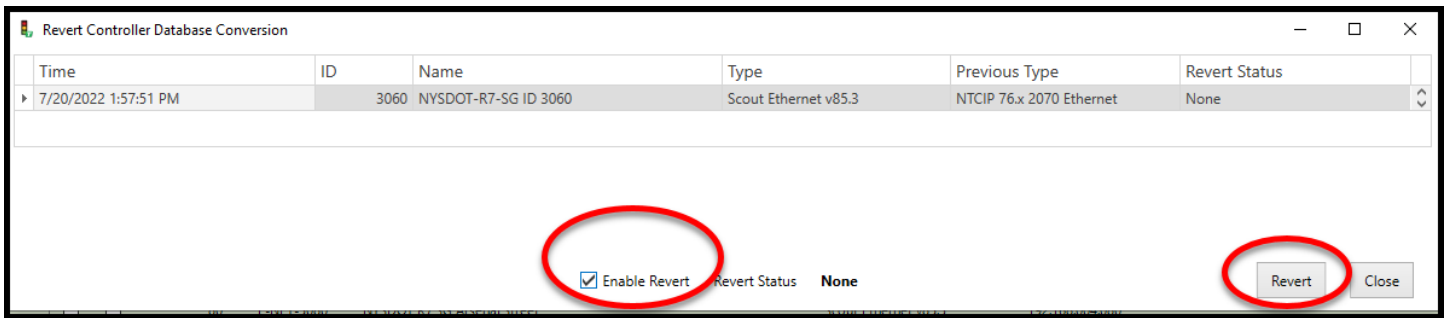 Revert Controller Database Conversion
Time ID Name Type Previous Type Revert Status
7/20/2022 1:57:51 PM 3060 NYSDOT-R7-SG ID 3060 Scout Ethernet v85.3 NTCIP 76.x 2070 Ethernet None
Enable Revert Revert Status None Revert Close